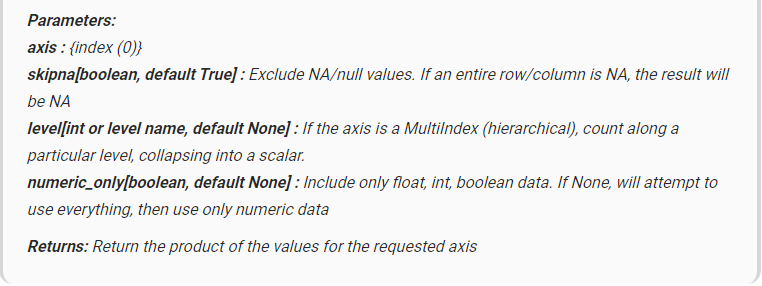 Parameters:
axis : {index (0)}
skipna[boolean, default True] : Exclude NA/null values. If an entire row/column is NA, the result will
be NA
level[int or level name, default None] : If the axis is a MultiIndex (hierarchical), count along a
particular level, collapsing into a scalar.
numeric_only[boolean, default None] : Include only float, int, boolean data. If None, will attempt to
use everything, then use only numeric data
Returns: Return the product of the values for the requested axis